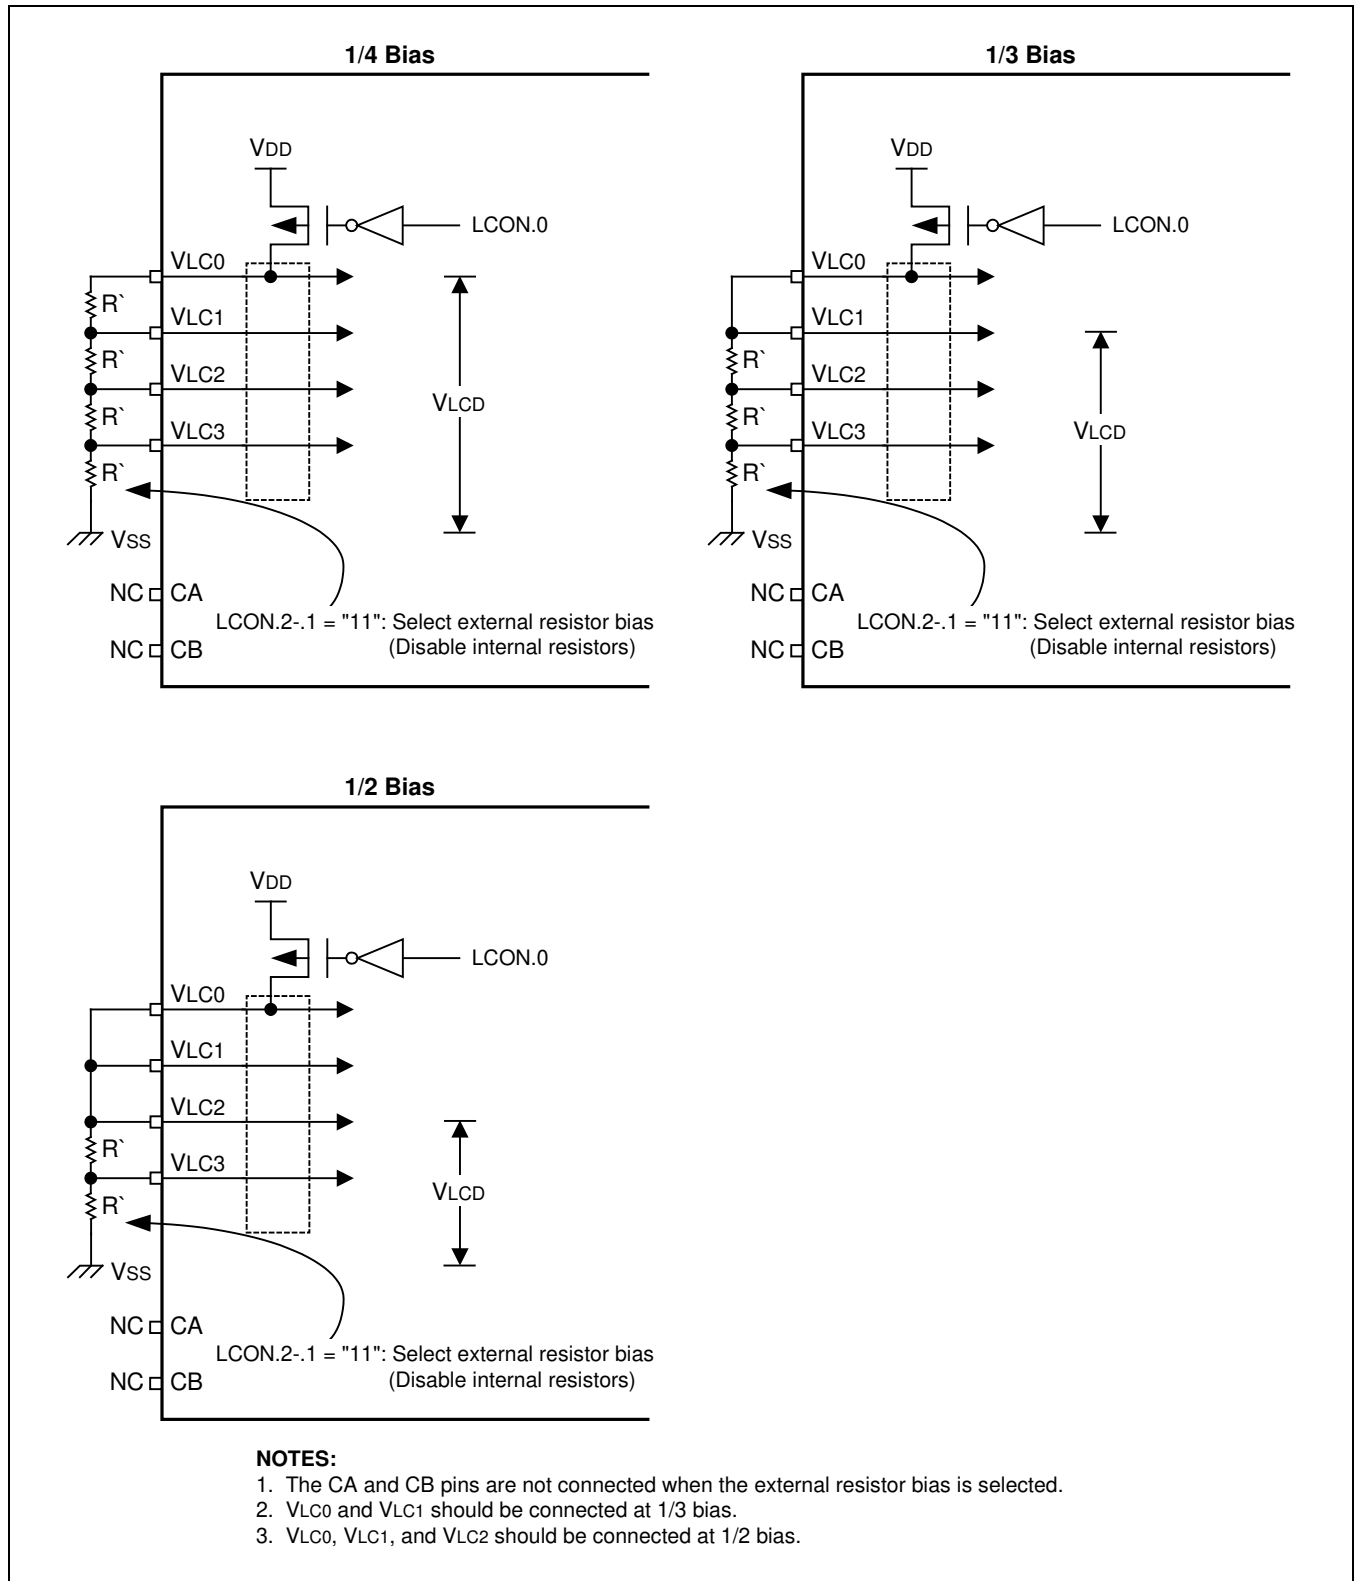 1/4 Bias
VDD
LCON.0
VLC0
R`
VLC1
R`
VLC2
VLCD
R`
VLC3
R`
VSS
NC CA
LCON.2-.1 = "11": Select external resistor bias
NC CB
(Disable internal resistors)
1/3 Bias
VDD
LCON.0
VLC0
VLC1
R`
VLC2
R`
VLCD
VLC3
R`
VSS
NC CA
LCON.2-.1 = "11": Select external resistor bias
NC CB
(Disable internal resistors)
1/2 Bias
VDD
LCON.0
VLC0
VLC1
VLC2
R`
VLC3
VLCD
R`
VSS
NC CA
LCON.2-.1 = "11": Select external resistor bias
NC CB
(Disable internal resistors)
NOTES:
1. The CA and CB pins are not connected when the external resistor bias is selected.
2. VLC0 and VLC1 should be connected at 1/3 bias.
3. VLC0, VLC1, and VLC2 should be connected at 1/2 bias.